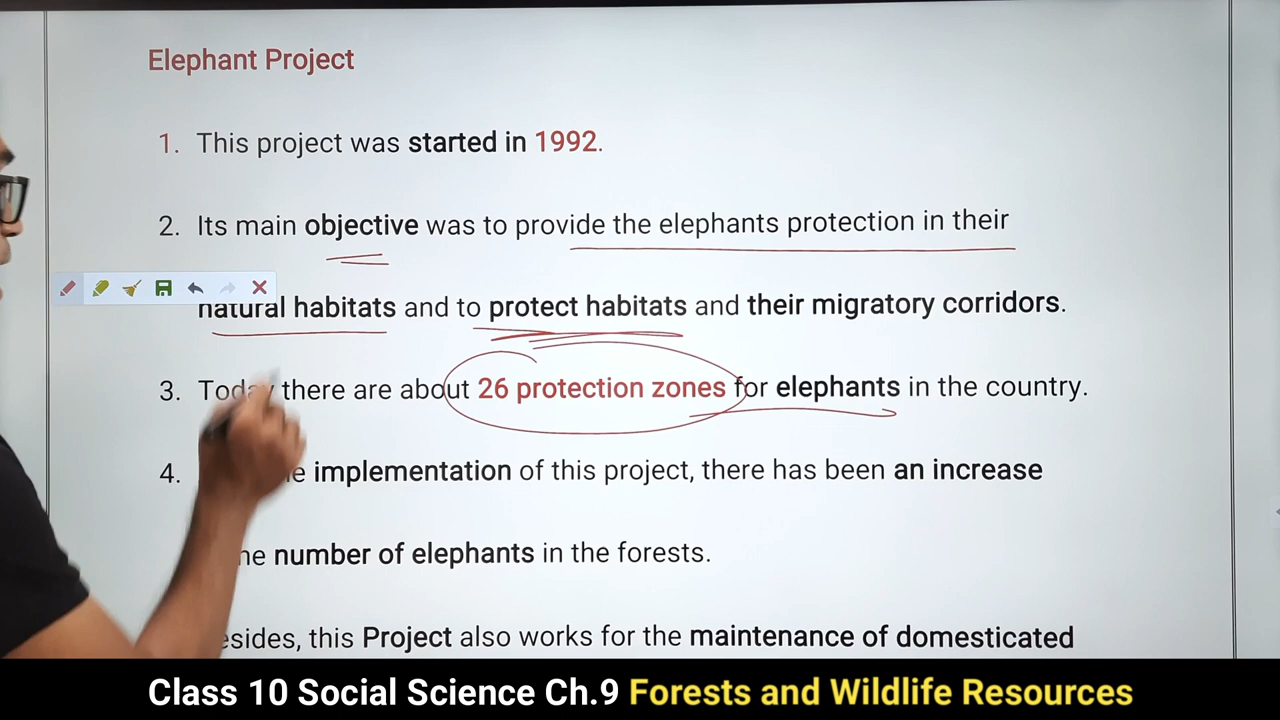 Elephant Project
1. This project was started in 1992.
2. Its main objective was to provide the elephants protection in their
natural habitats and to protect habitats and their migratory corridors.
3. Today there are about 26 protection zones for elephants in the country.
4. implementation of this project, there has been an increase
number of elephants in the forests.
this Project also works for the maintenance of domesticated
Class 10 Social Science Ch.9 Forests and Wildlife Resources